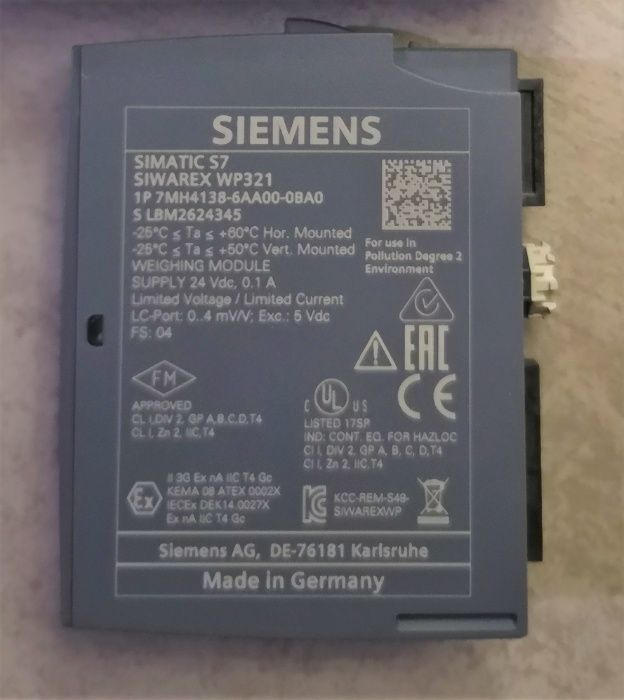 SIEMENS
SIMATIC S7
SIWAREX WP321
1P 7MH4138-6AA00-0BA0
S LBM2624345
-25°C ≤ Ta ≤ +60°C Hor. Mounted
-25°C ≤ Ta ≤ +50°C Vert. Mounted
WEIGHING MODULE
SUPPLY 24 Vdc, 0.1 A
Limited Voltage / Limited Current
LC-Port: 0..4 mV/V; Exc.: 5 Vdc
FS: 04
For use in
Pollution Degree 2
Environment
EAC
CE
FM
APPROVED
CL I,DIV 2, GP A,B,C,D,T4
CL I, Zn 2, IIC,T4
C UL US
LISTED 17SP
IND. CONT. EQ. FOR HAZLOC
Cl I, DIV 2, GP A, B, C, D,T4
Cl I, Zn 2, IIC,T4
Ex
II 3G Ex nA IIC T4 Gc
KEMA 08 ATEX 0002X
IECEx DEK14.0027X
Ex nA IIC T4 Gc
KCC-REM-S49-
SIWAREXWP
Siemens AG, DE-76181 Karlsruhe
Made in Germany